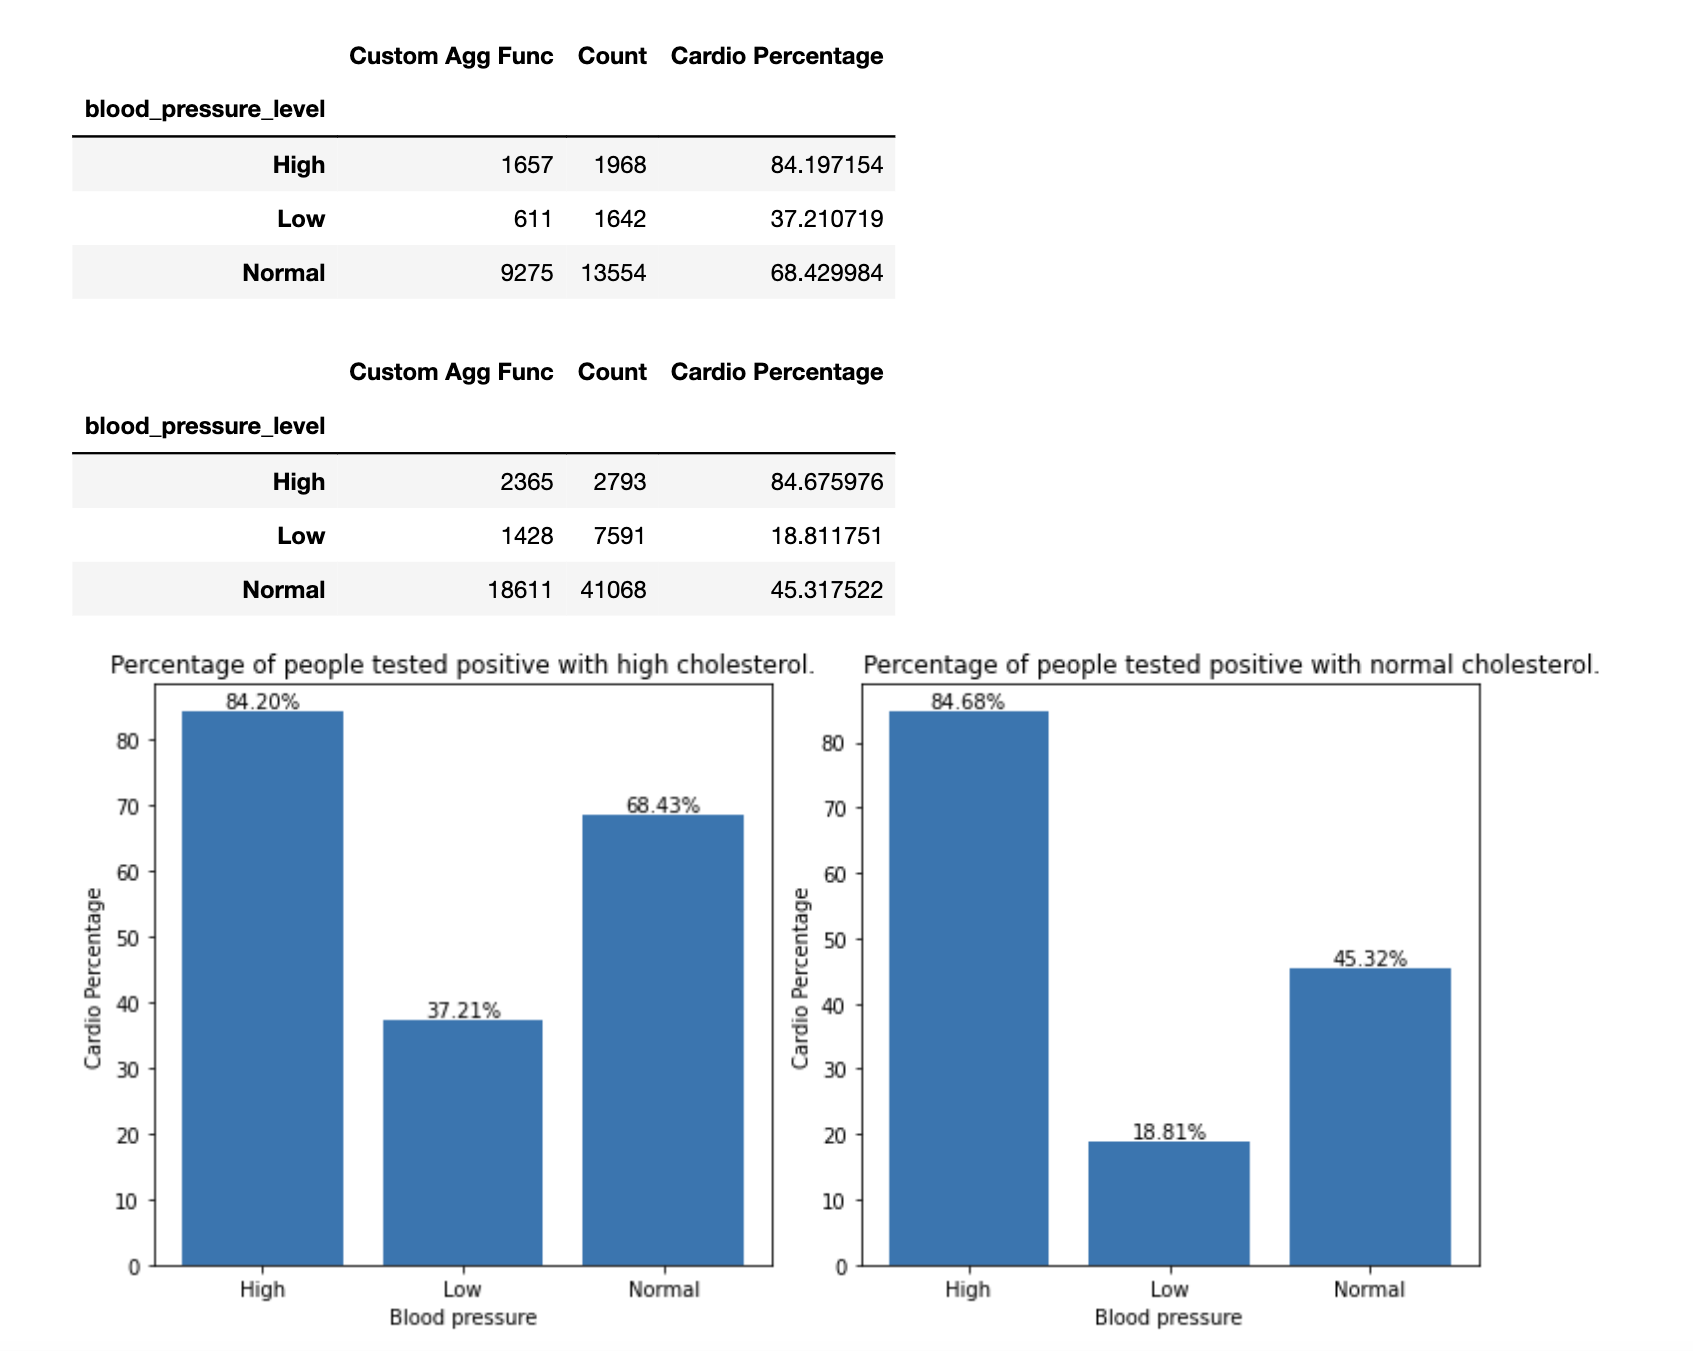 Custom Agg Func Count Cardio Percentage
blood_pressure_level
High 1657 1968 84.197154
Low 611 1642 37.210719
Normal 9275 13554 68.429984
Custom Agg Func Count Cardio Percentage
blood_pressure_level
High 2365 2793 84.675976
Low 1428 7591 18.811751
Normal 18611 41068 45.317522
Percentage of people tested positive with high cholesterol.
84.20%
80
70
68.43%
60
50
40
37.21%
30
20
10
0
Cardio Percentage
High Low Normal
Blood pressure
Percentage of people tested positive with normal cholesterol.
84.68%
80
70
60
50
45.32%
40
30
20
18.81%
10
0
Cardio Percentage
High Low Normal
Blood pressure